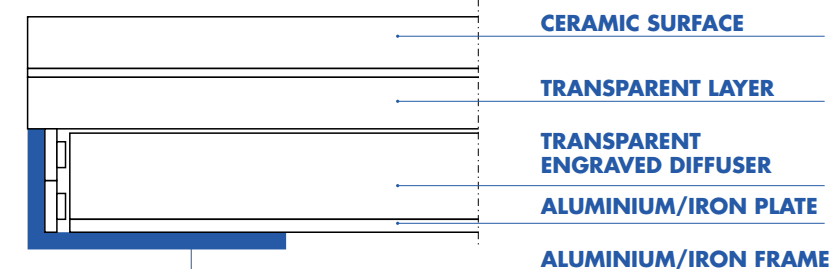 CERAMIC SURFACE
TRANSPARENT LAYER
TRANSPARENT
ENGRAVED DIFFUSER
ALUMINIUM/IRON PLATE
ALUMINIUM/IRON FRAME